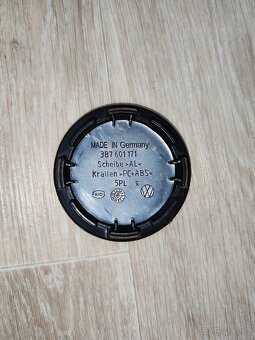 MADE IN Germany
3B7 601 171
Scheibe >AL<
Krallen >PC+ABS<
5PL